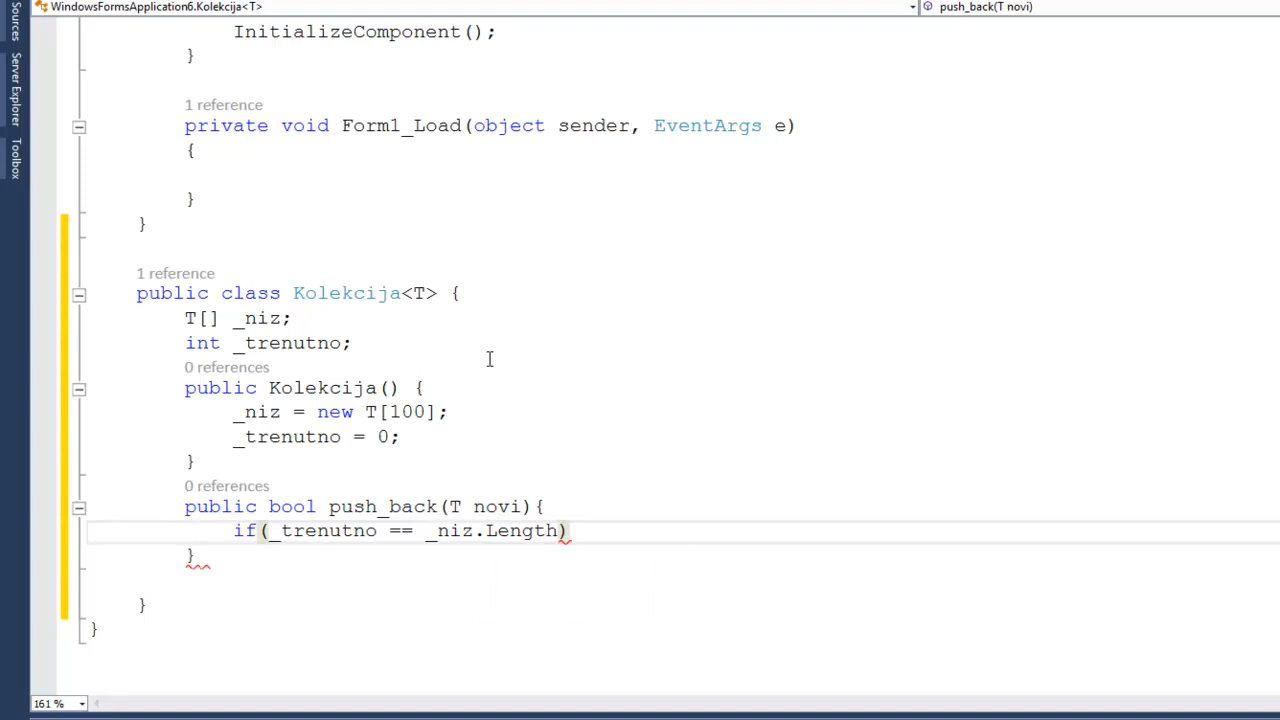 WindowsFormsApplication6.Kolekcija<T>
push_back(T novi)
Sources
Server Explorer
Toolbox
InitializeComponent();
}
1 reference
private void Form1_Load(object sender, EventArgs e)
{
}
}
1 reference
public class Kolekcija<T> {
T[] _niz;
int _trenutno;
0 references
public Kolekcija() {
_niz = new T[100];
_trenutno = 0;
}
0 references
public bool push_back(T novi){
if(_trenutno == _niz.Length)
}
}
}
161 %